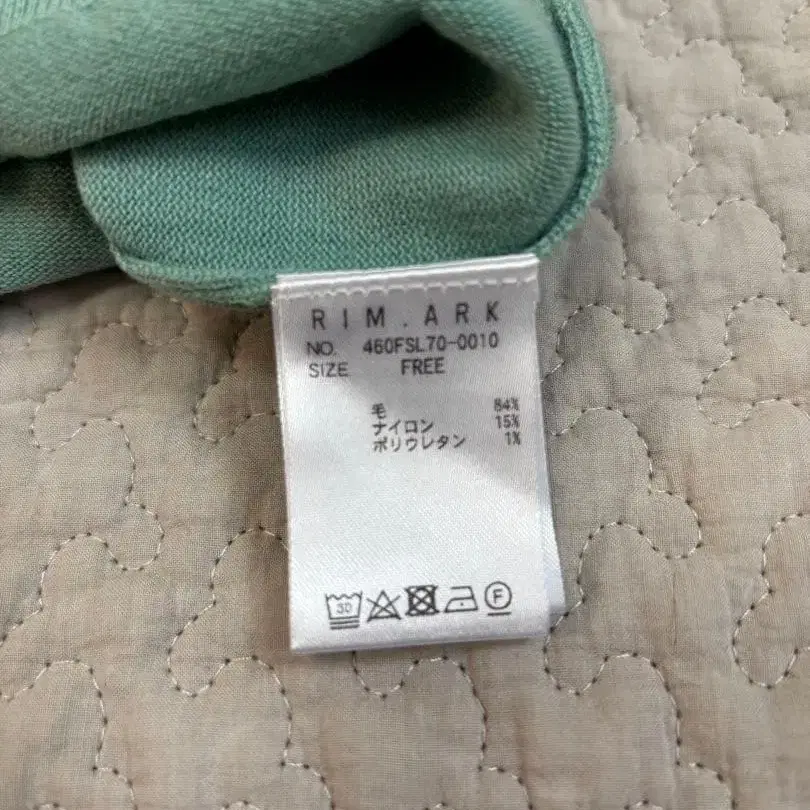 RIM.ARK
NO. 460FSL70-0010
SIZE FREE
毛 84%
ナイロン 15%
ポリウレタン 1%
30
F